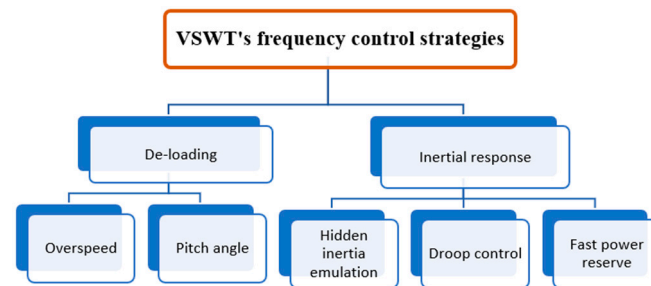 VSWT's frequency control strategies
De-loading
Inertial response
Overspeed
Pitch angle
Hidden
inertia
emulation
Droop control
Fast power
reserve